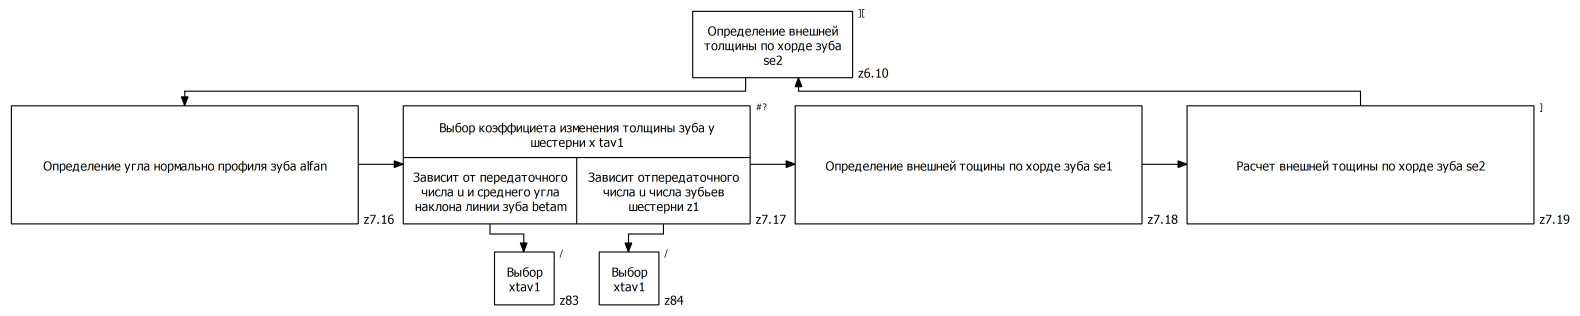 Определение внешней
толщины по хорде зуба
se2
][
z6.10
Определение угла нормально профиля зуба alfan
z7.16
#?
Выбор коэффициета изменения толщины зуба у
шестерни x tav1
Зависит от передаточного
числа u и среднего угла
наклона линии зуба betam
Зависит отпередаточного
числа u числа зубьев
шестерни z1
z7.17
Определение внешней тощины по хорде зуба se1
z7.18
]
Расчет внешней тощины по хорде зуба se2
z7.19
/
Выбор
xtav1
z83
/
Выбор
xtav1
z84